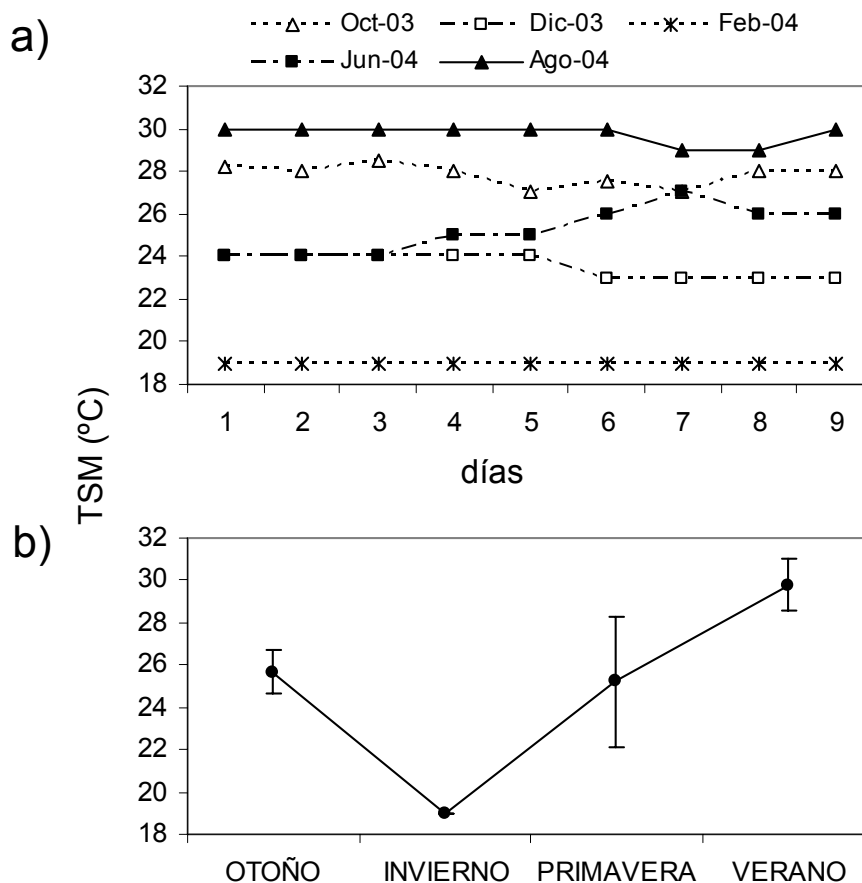 Oct-03 Dic-03 Feb-04
a)
Jun-04 Ago-04
32
30
28
26
24
22
20
18
1 2 3 4 5 6 7 8 9
días
TSM (ºC)
b)
32
30
28
26
24
22
20
18
OTOÑO INVIERNO PRIMAVERA VERANO